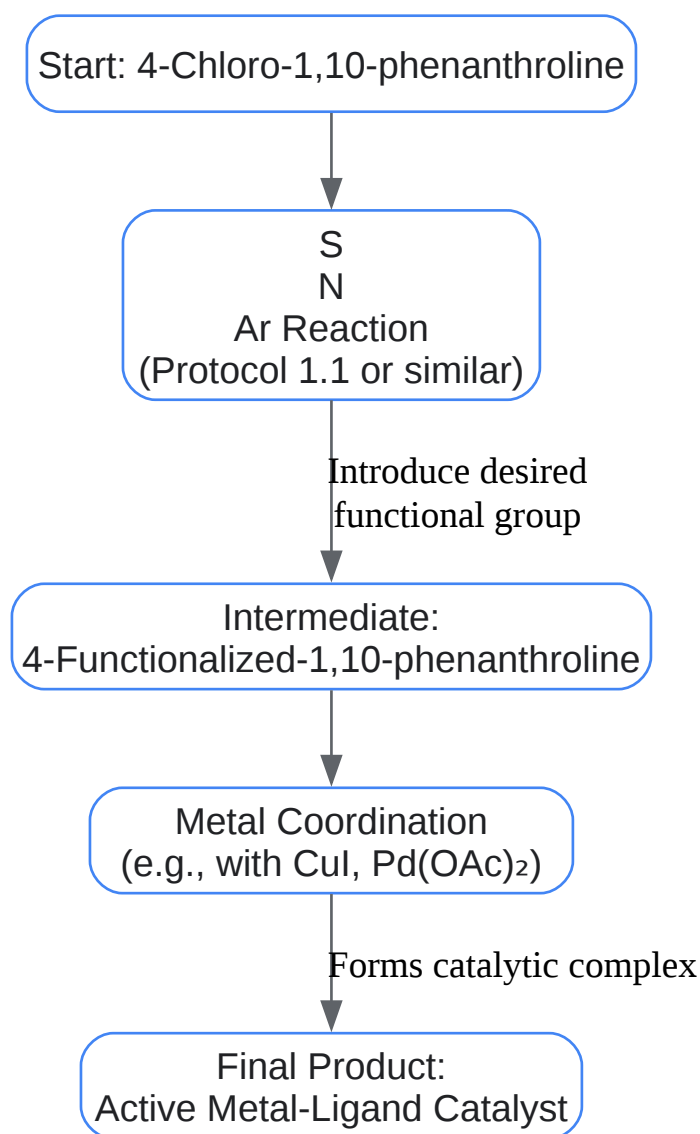 Start: 4-Chloro-1,10-phenanthroline
S
N
Ar Reaction
(Protocol 1.1 or similar)
Introduce desired
functional group
Intermediate:
4-Functionalized-1,10-phenanthroline
Metal Coordination
(e.g., with CuI, Pd(OAc)₂)
Forms catalytic complex
Final Product:
Active Metal-Ligand Catalyst